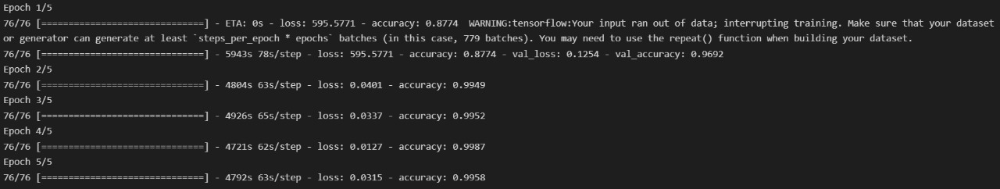 Epoch 1/5
76/76 [==============================] - ETA: 0s - loss: 595.5771 - accuracy: 0.8774  WARNING:tensorflow:Your input ran out of data; interrupting training. Make sure that your dataset
or generator can generate at least `steps_per_epoch * epochs` batches (in this case, 779 batches). You may need to use the repeat() function when building your dataset.
76/76 [==============================] - 5943s 78s/step - loss: 595.5771 - accuracy: 0.8774 - val_loss: 0.1254 - val_accuracy: 0.9692
Epoch 2/5
76/76 [==============================] - 4804s 63s/step - loss: 0.0401 - accuracy: 0.9949
Epoch 3/5
76/76 [==============================] - 4926s 65s/step - loss: 0.0337 - accuracy: 0.9952
Epoch 4/5
76/76 [==============================] - 4721s 62s/step - loss: 0.0127 - accuracy: 0.9987
Epoch 5/5
76/76 [==============================] - 4792s 63s/step - loss: 0.0315 - accuracy: 0.9958